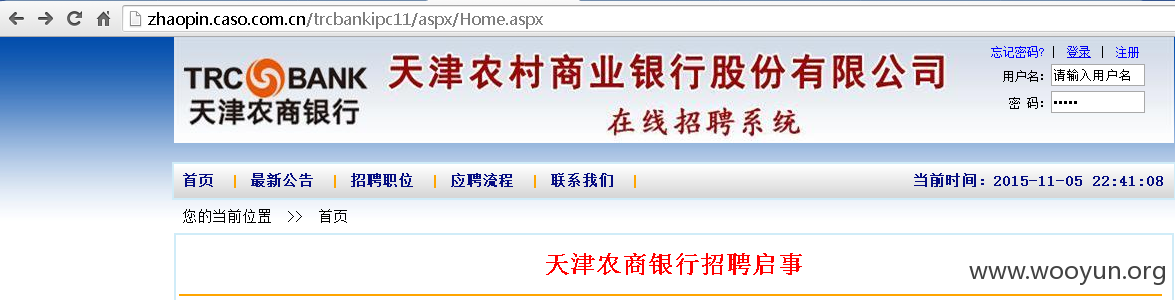 zhaopin.caso.com.cn/trcbankipc11/aspx/Home.aspx
忘记密码? | 登录 | 注册
TRC BANK
天津农商银行
天津农村商业银行股份有限公司
在线招聘系统
用户名: 请输入用户名
密 码: •••••
首页 | 最新公告 | 招聘职位 | 应聘流程 | 联系我们 |
当前时间：2015-11-05 22:41:08
您的当前位置 >> 首页
天津农商银行招聘启事
www.wooyun.org